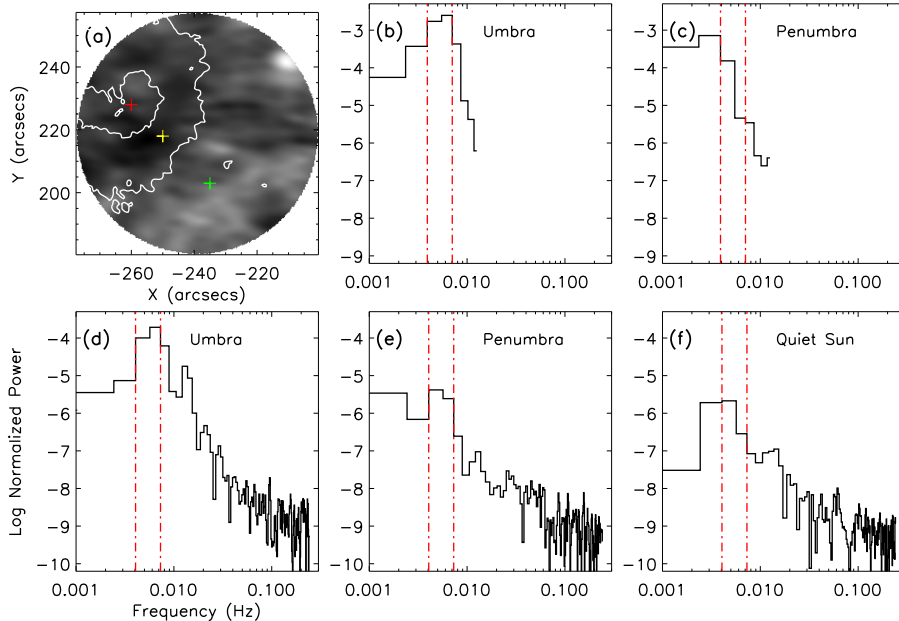 (a)
240
220
200
Y (arcsecs)
−260 −240 −220
X (arcsecs)
(b) Umbra
−3
−4
−5
−6
−7
−8
−9
0.001 0.010 0.100
(c) Penumbra
−3
−4
−5
−6
−7
−8
−9
0.001 0.010 0.100
(d) Umbra
−4
−5
−6
−7
−8
−9
−10
Log Normalized Power
0.001 0.010 0.100
Frequency (Hz)
(e) Penumbra
−4
−5
−6
−7
−8
−9
−10
0.001 0.010 0.100
(f) Quiet Sun
−4
−5
−6
−7
−8
−9
−10
0.001 0.010 0.100